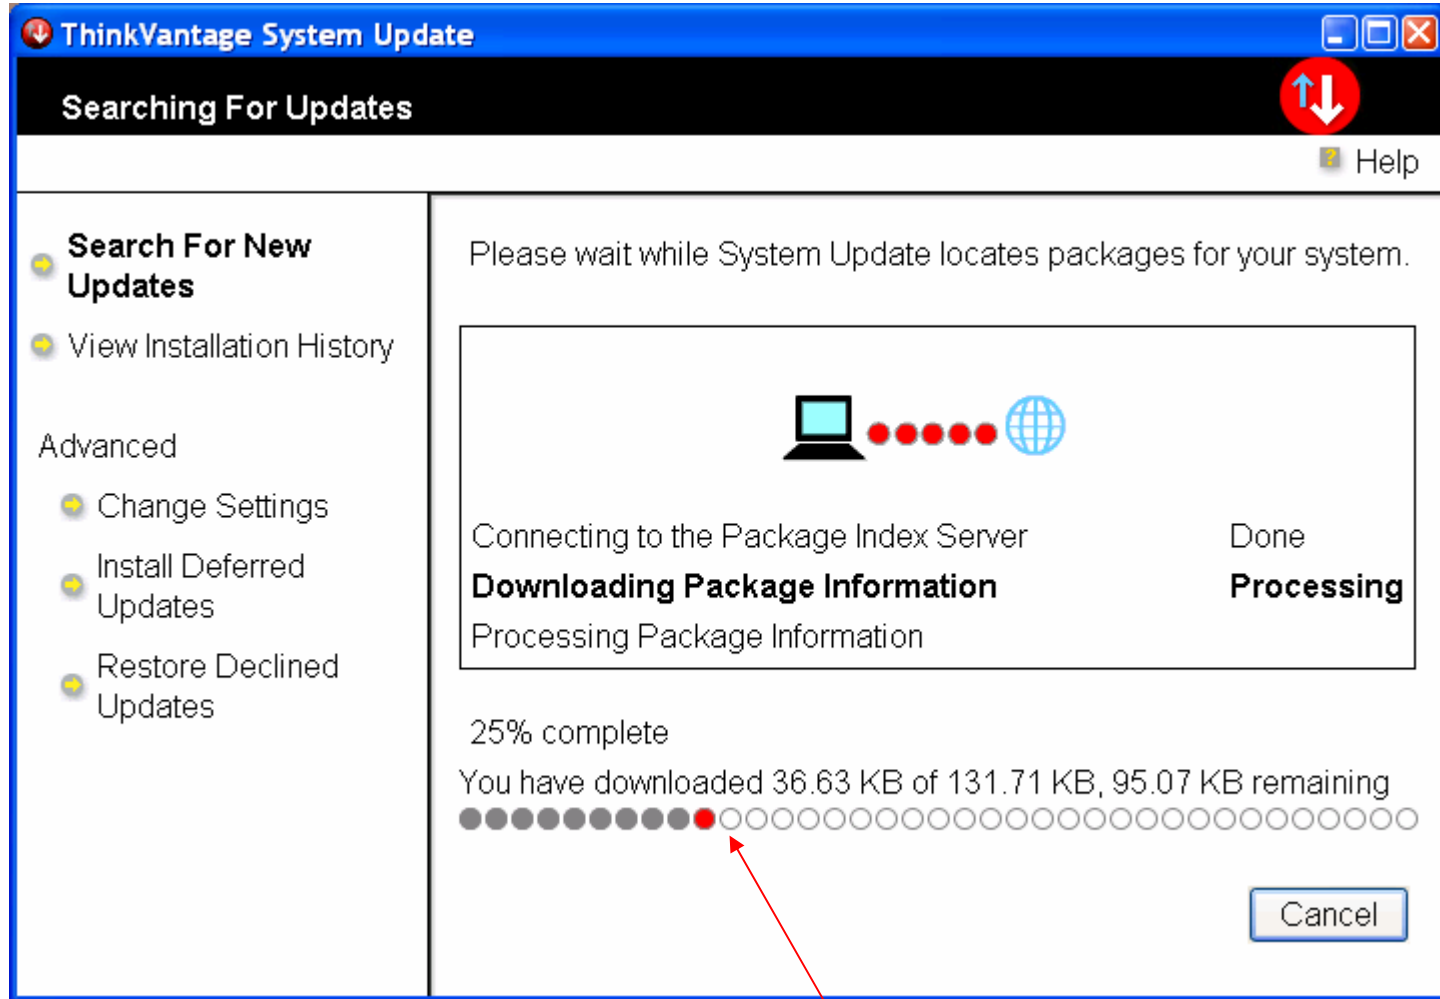 ThinkVantage System Update
Searching For Updates
Help
Search For New
Updates
View Installation History
Advanced
Change Settings
Install Deferred
Updates
Restore Declined
Updates
Please wait while System Update locates packages for your system.
Connecting to the Package Index Server Done
Downloading Package Information Processing
Processing Package Information
25% complete
You have downloaded 36.63 KB of 131.71 KB, 95.07 KB remaining
Cancel